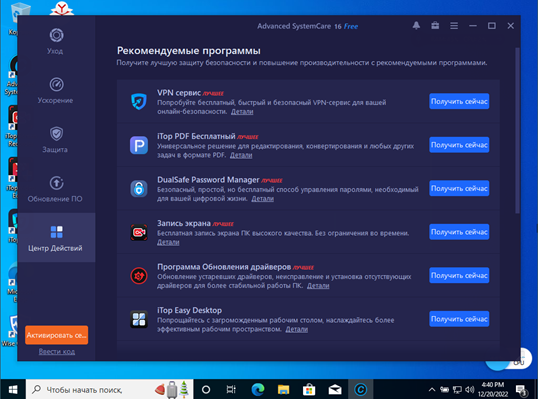 Advanced SystemCare 16 Free
Уход
Ускорение
Защита
Обновление ПО
Центр Действий
Активировать се...
Ввести код
Рекомендуемые программы
Получите лучшую защиту безопасности и повышение производительности с рекомендуемыми программами.
VPN сервис ЛУЧШЕЕ
Попробуйте бесплатный, быстрый и безопасный VPN-сервис для вашей
онлайн-безопасности. Детали
Получить сейчас
iTop PDF Бесплатный ЛУЧШЕЕ
Универсальное решение для редактирования, конвертирования и любых других
задач в формате PDF. Детали
Получить сейчас
DualSafe Password Manager ЛУЧШЕЕ
Безопасный, простой, но бесплатный способ управления паролями, необходимый
для вашей цифровой жизни. Детали
Получить сейчас
Запись экрана ЛУЧШЕЕ
Бесплатная запись экрана ПК высокого качества. Без ограничения во времени.
Детали
Получить сейчас
Программа Обновления драйверов ЛУЧШЕЕ
Обновление устаревших драйверов, исправление и установка отсутствующих
драйверов для более стабильной работы ПК. Детали
Получить сейчас
iTop Easy Desktop
Попрощайтесь с загроможденным рабочим столом, наслаждайтесь более
эффективным рабочим пространством. Детали
Получить сейчас
Чтобы начать поиск,
4:40 PM
12/20/2022